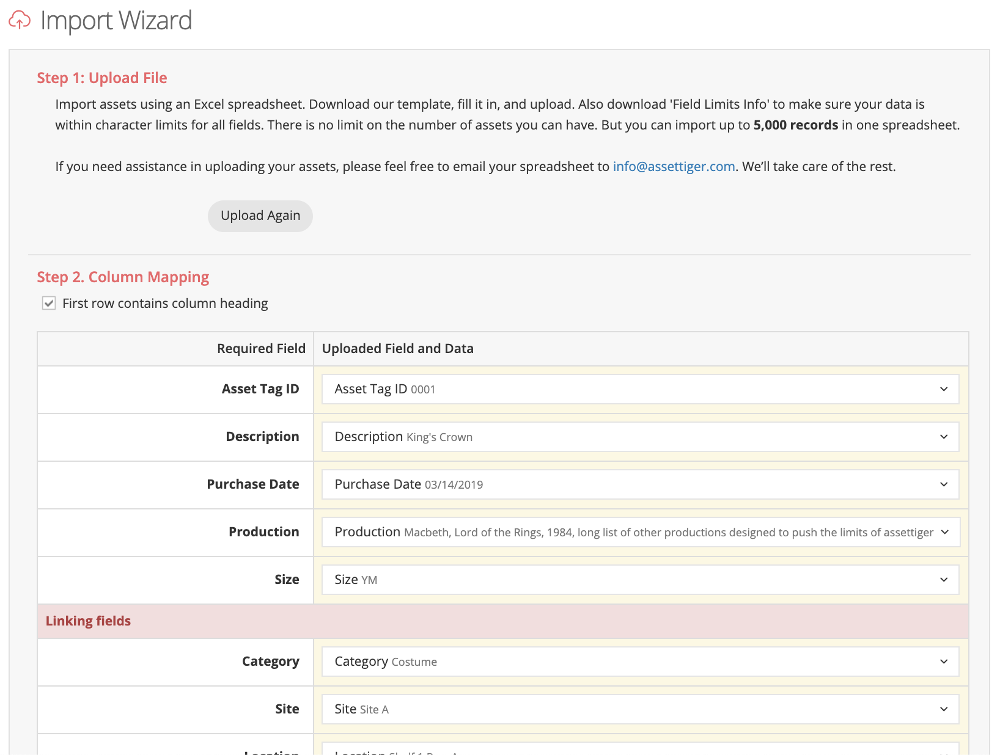 Import Wizard
Step 1: Upload File
Import assets using an Excel spreadsheet. Download our template, fill it in, and upload. Also download 'Field Limits Info' to make sure your data is
within character limits for all fields. There is no limit on the number of assets you can have. But you can import up to 5,000 records in one spreadsheet.
If you need assistance in uploading your assets, please feel free to email your spreadsheet to info@assettiger.com. We’ll take care of the rest.
Upload Again
Step 2. Column Mapping
First row contains column heading
Required Field Uploaded Field and Data
Asset Tag ID Asset Tag ID 0001
Description Description King's Crown
Purchase Date Purchase Date 03/14/2019
Production Production Macbeth, Lord of the Rings, 1984, long list of other productions designed to push the limits of assettiger
Size Size YM
Linking fields
Category Category Costume
Site Site Site A
Location Location Shelf 1 Row A